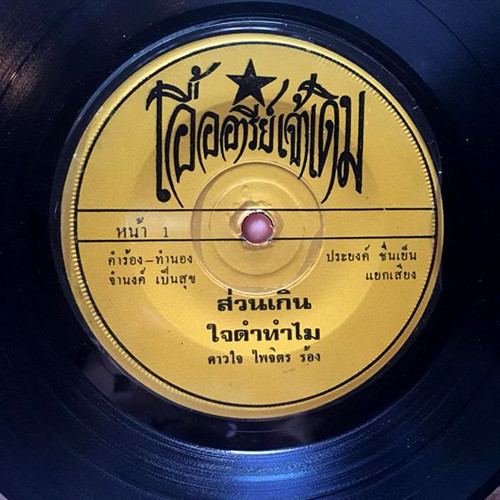 โอ้ออารีย์เจ้าเดิม
หน้า 1
คำร้อง-ทำนอง
จำนงค์ เป็นสุข
ประยงค์ ชื่นเย็น
แยกเสียง
ส่วนเกิน
ใจดำทำไม
ดาวใจ ไพจิตร ร้อง